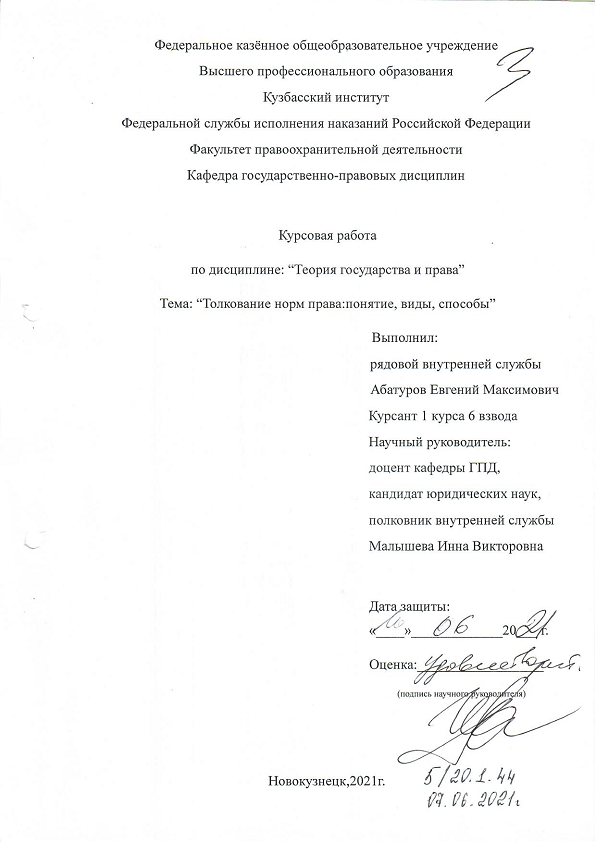 Федеральное казённое общеобразовательное учреждение
3
Высшего профессионального образования
Кузбасский институт
Федеральной службы исполнения наказаний Российской Федерации
Факультет правоохранительной деятельности
Кафедра государственно-правовых дисциплин
Курсовая работа
по дисциплине: “Теория государства и права”
Тема: “Толкование норм права:понятие, виды, способы”
Выполнил:
рядовой внутренней службы
Абатуров Евгений Максимович
Курсант 1 курса 6 взвода
Научный руководитель:
доцент кафедры ГПД,
кандидат юридических наук,
полковник внутренней службы
Малышева Инна Викторовна
Дата защиты:
«____» 06 2021г.
Оценка: удовлетворит.
(подпись научного руководителя)
Новокузнецк,2021г.
5/20.1.44
07.06.2021г